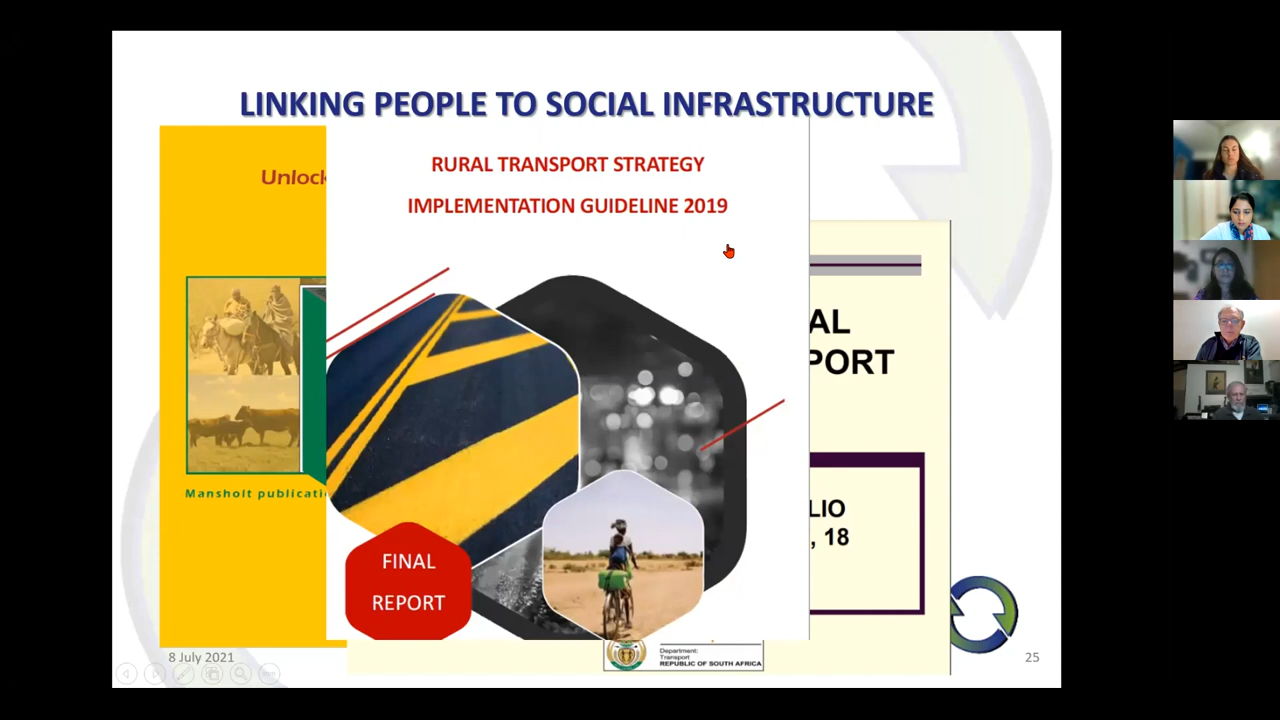 LINKING PEOPLE TO SOCIAL INFRASTRUCTURE
Unlock
RURAL TRANSPORT STRATEGY
IMPLEMENTATION GUIDELINE 2019
AL
PORT
LIO
, 18
Mansholt publicati
FINAL
REPORT
Department:
Transport
REPUBLIC OF SOUTH AFRICA
8 July 2021
25